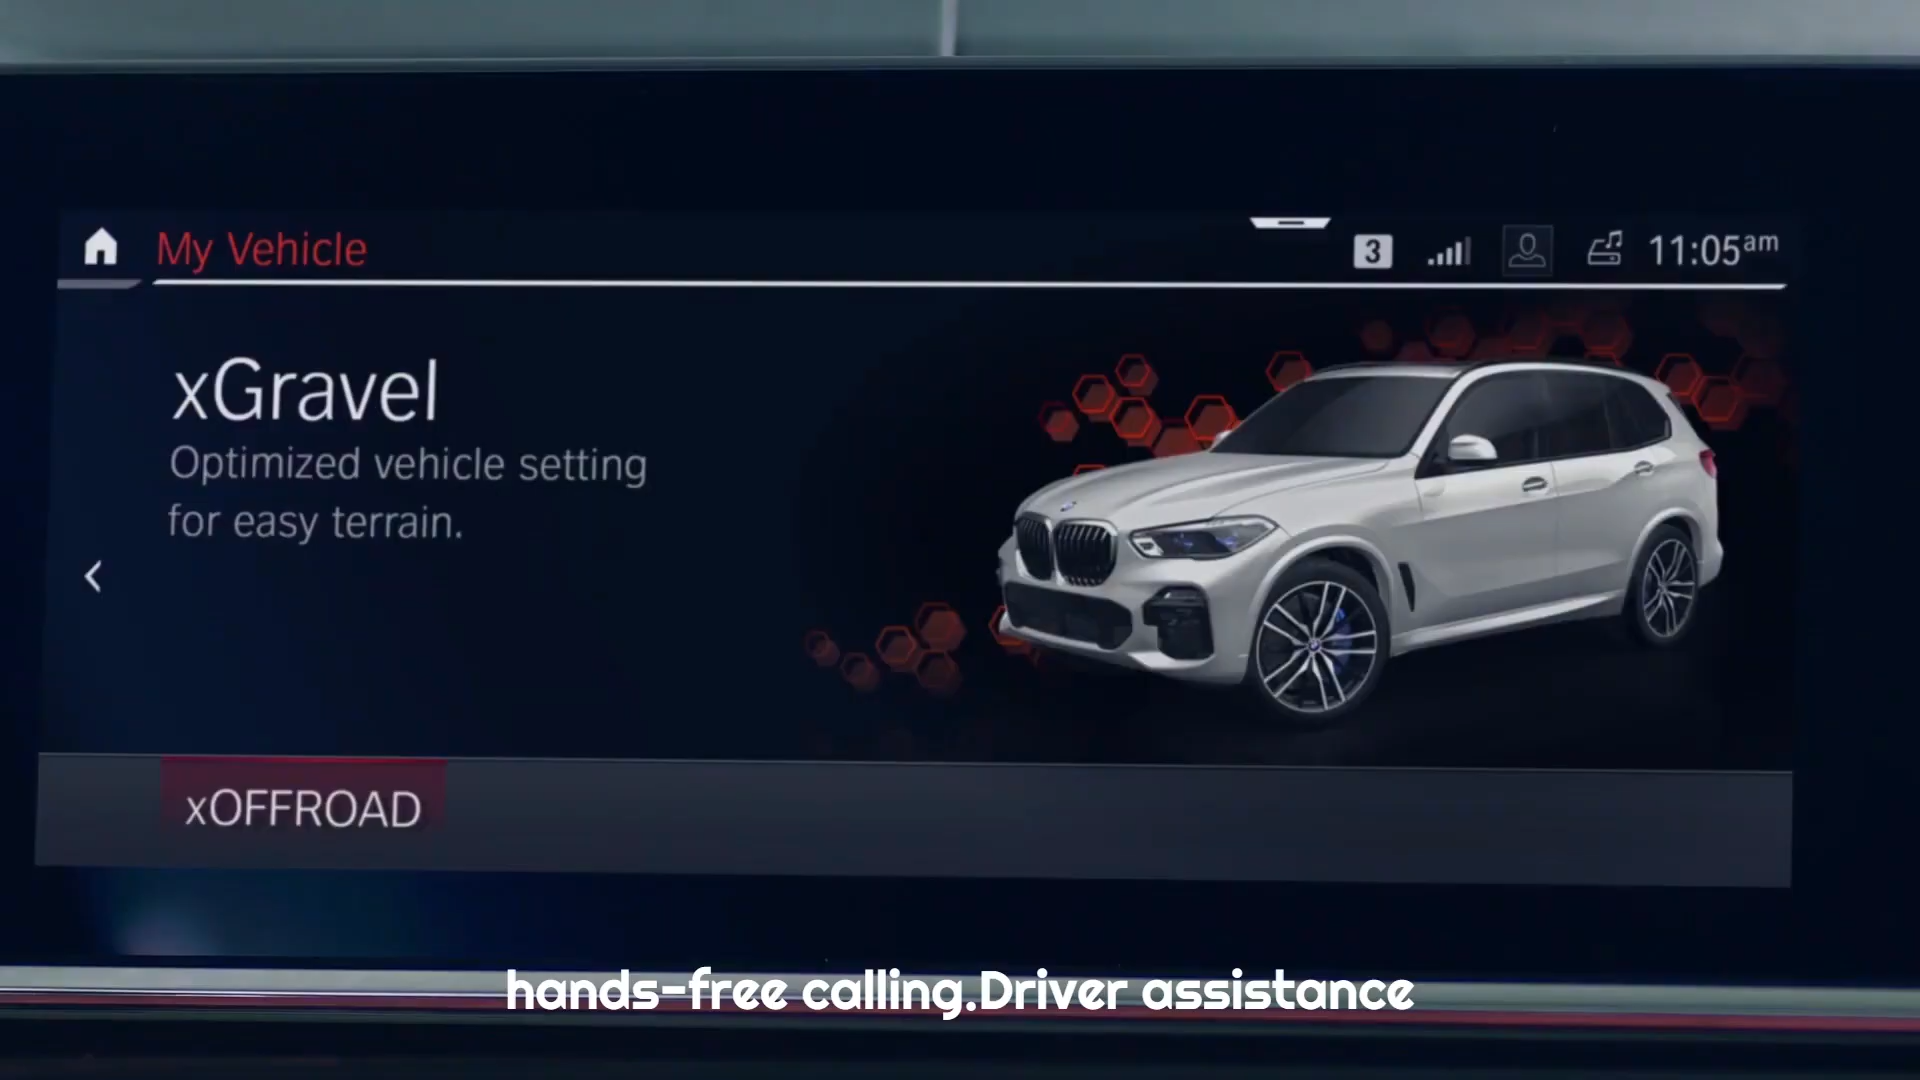 My Vehicle
3
11:05am
xGravel
Optimized vehicle setting
for easy terrain.
xOFFROAD
hands-free calling.Driver assistance